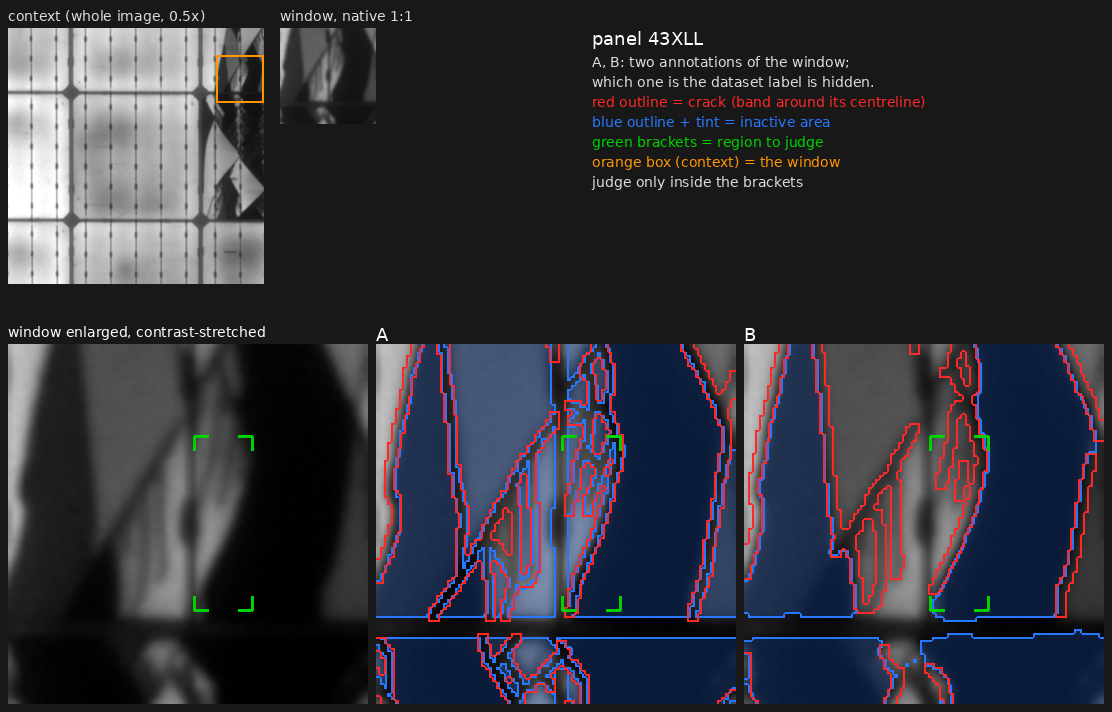 context (whole image, 0.5x)
window, native 1:1
panel 43XLL
A, B: two annotations of the window;
which one is the dataset label is hidden.
red outline = crack (band around its centreline)
blue outline + tint = inactive area
green brackets = region to judge
orange box (context) = the window
judge only inside the brackets
window enlarged, contrast-stretched
A
B